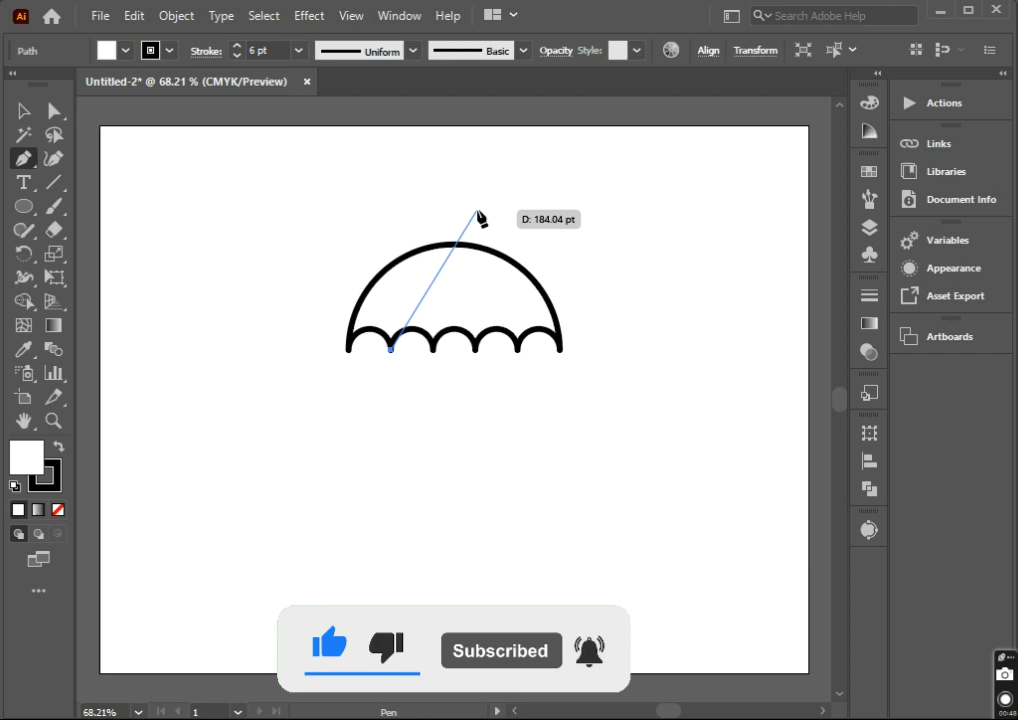 Ai File Edit Object Type Select Effect View Window Help Search Adobe Help
Path Stroke: 6 pt Uniform Basic Opacity Style: Align Transform
Untitled-2* @ 68.21 % (CMYK/Preview) ×
Actions
Links
Libraries
Document Info
Variables
Appearance
Asset Export
Artboards
D: 184.04 pt
Subscribed
68.21% 1 Pen
00:48